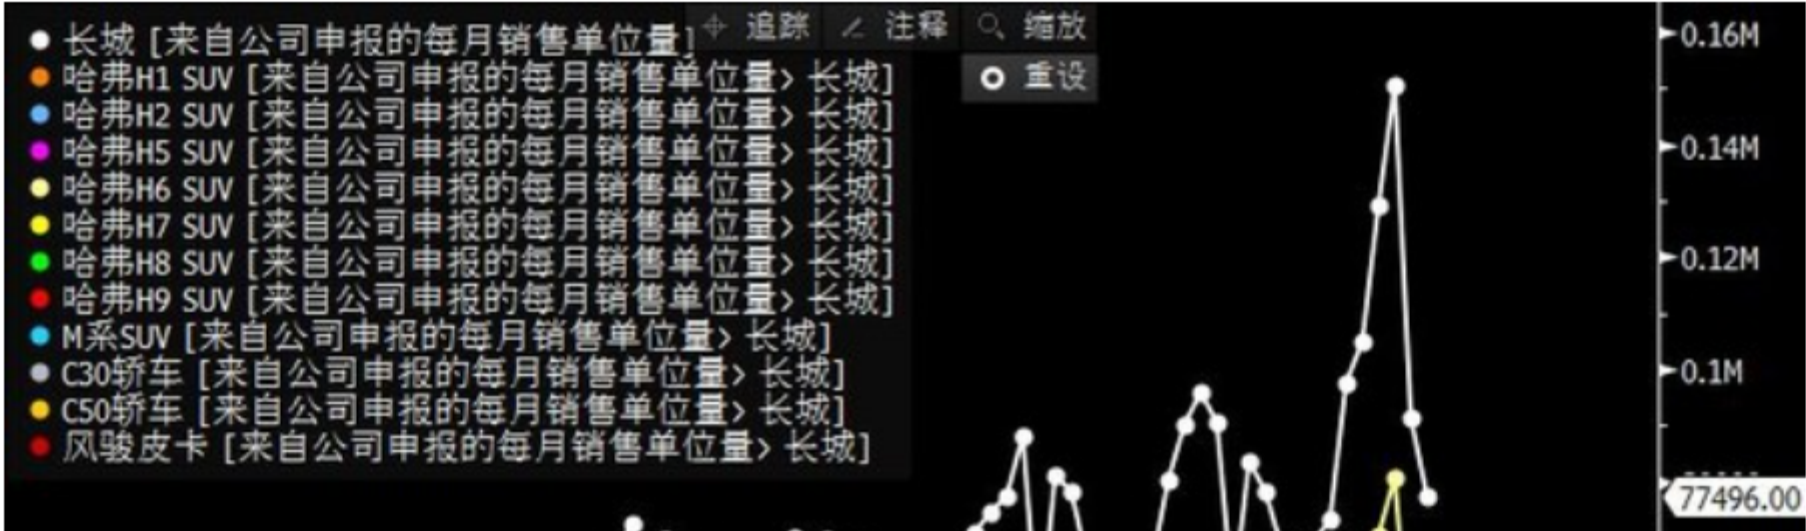 长城 [来自公司申报的每月销售单位量]
追踪 注释 缩放
哈弗H1 SUV [来自公司申报的每月销售单位量> 长城]
重设
哈弗H2 SUV [来自公司申报的每月销售单位量> 长城]
哈弗H5 SUV [来自公司申报的每月销售单位量> 长城]
哈弗H6 SUV [来自公司申报的每月销售单位量> 长城]
哈弗H7 SUV [来自公司申报的每月销售单位量> 长城]
哈弗H8 SUV [来自公司申报的每月销售单位量> 长城]
哈弗H9 SUV [来自公司申报的每月销售单位量> 长城]
M系SUV [来自公司申报的每月销售单位量> 长城]
C30轿车 [来自公司申报的每月销售单位量> 长城]
C50轿车 [来自公司申报的每月销售单位量> 长城]
风骏皮卡 [来自公司申报的每月销售单位量> 长城]
0.16M
0.14M
0.12M
0.1M
77496.00